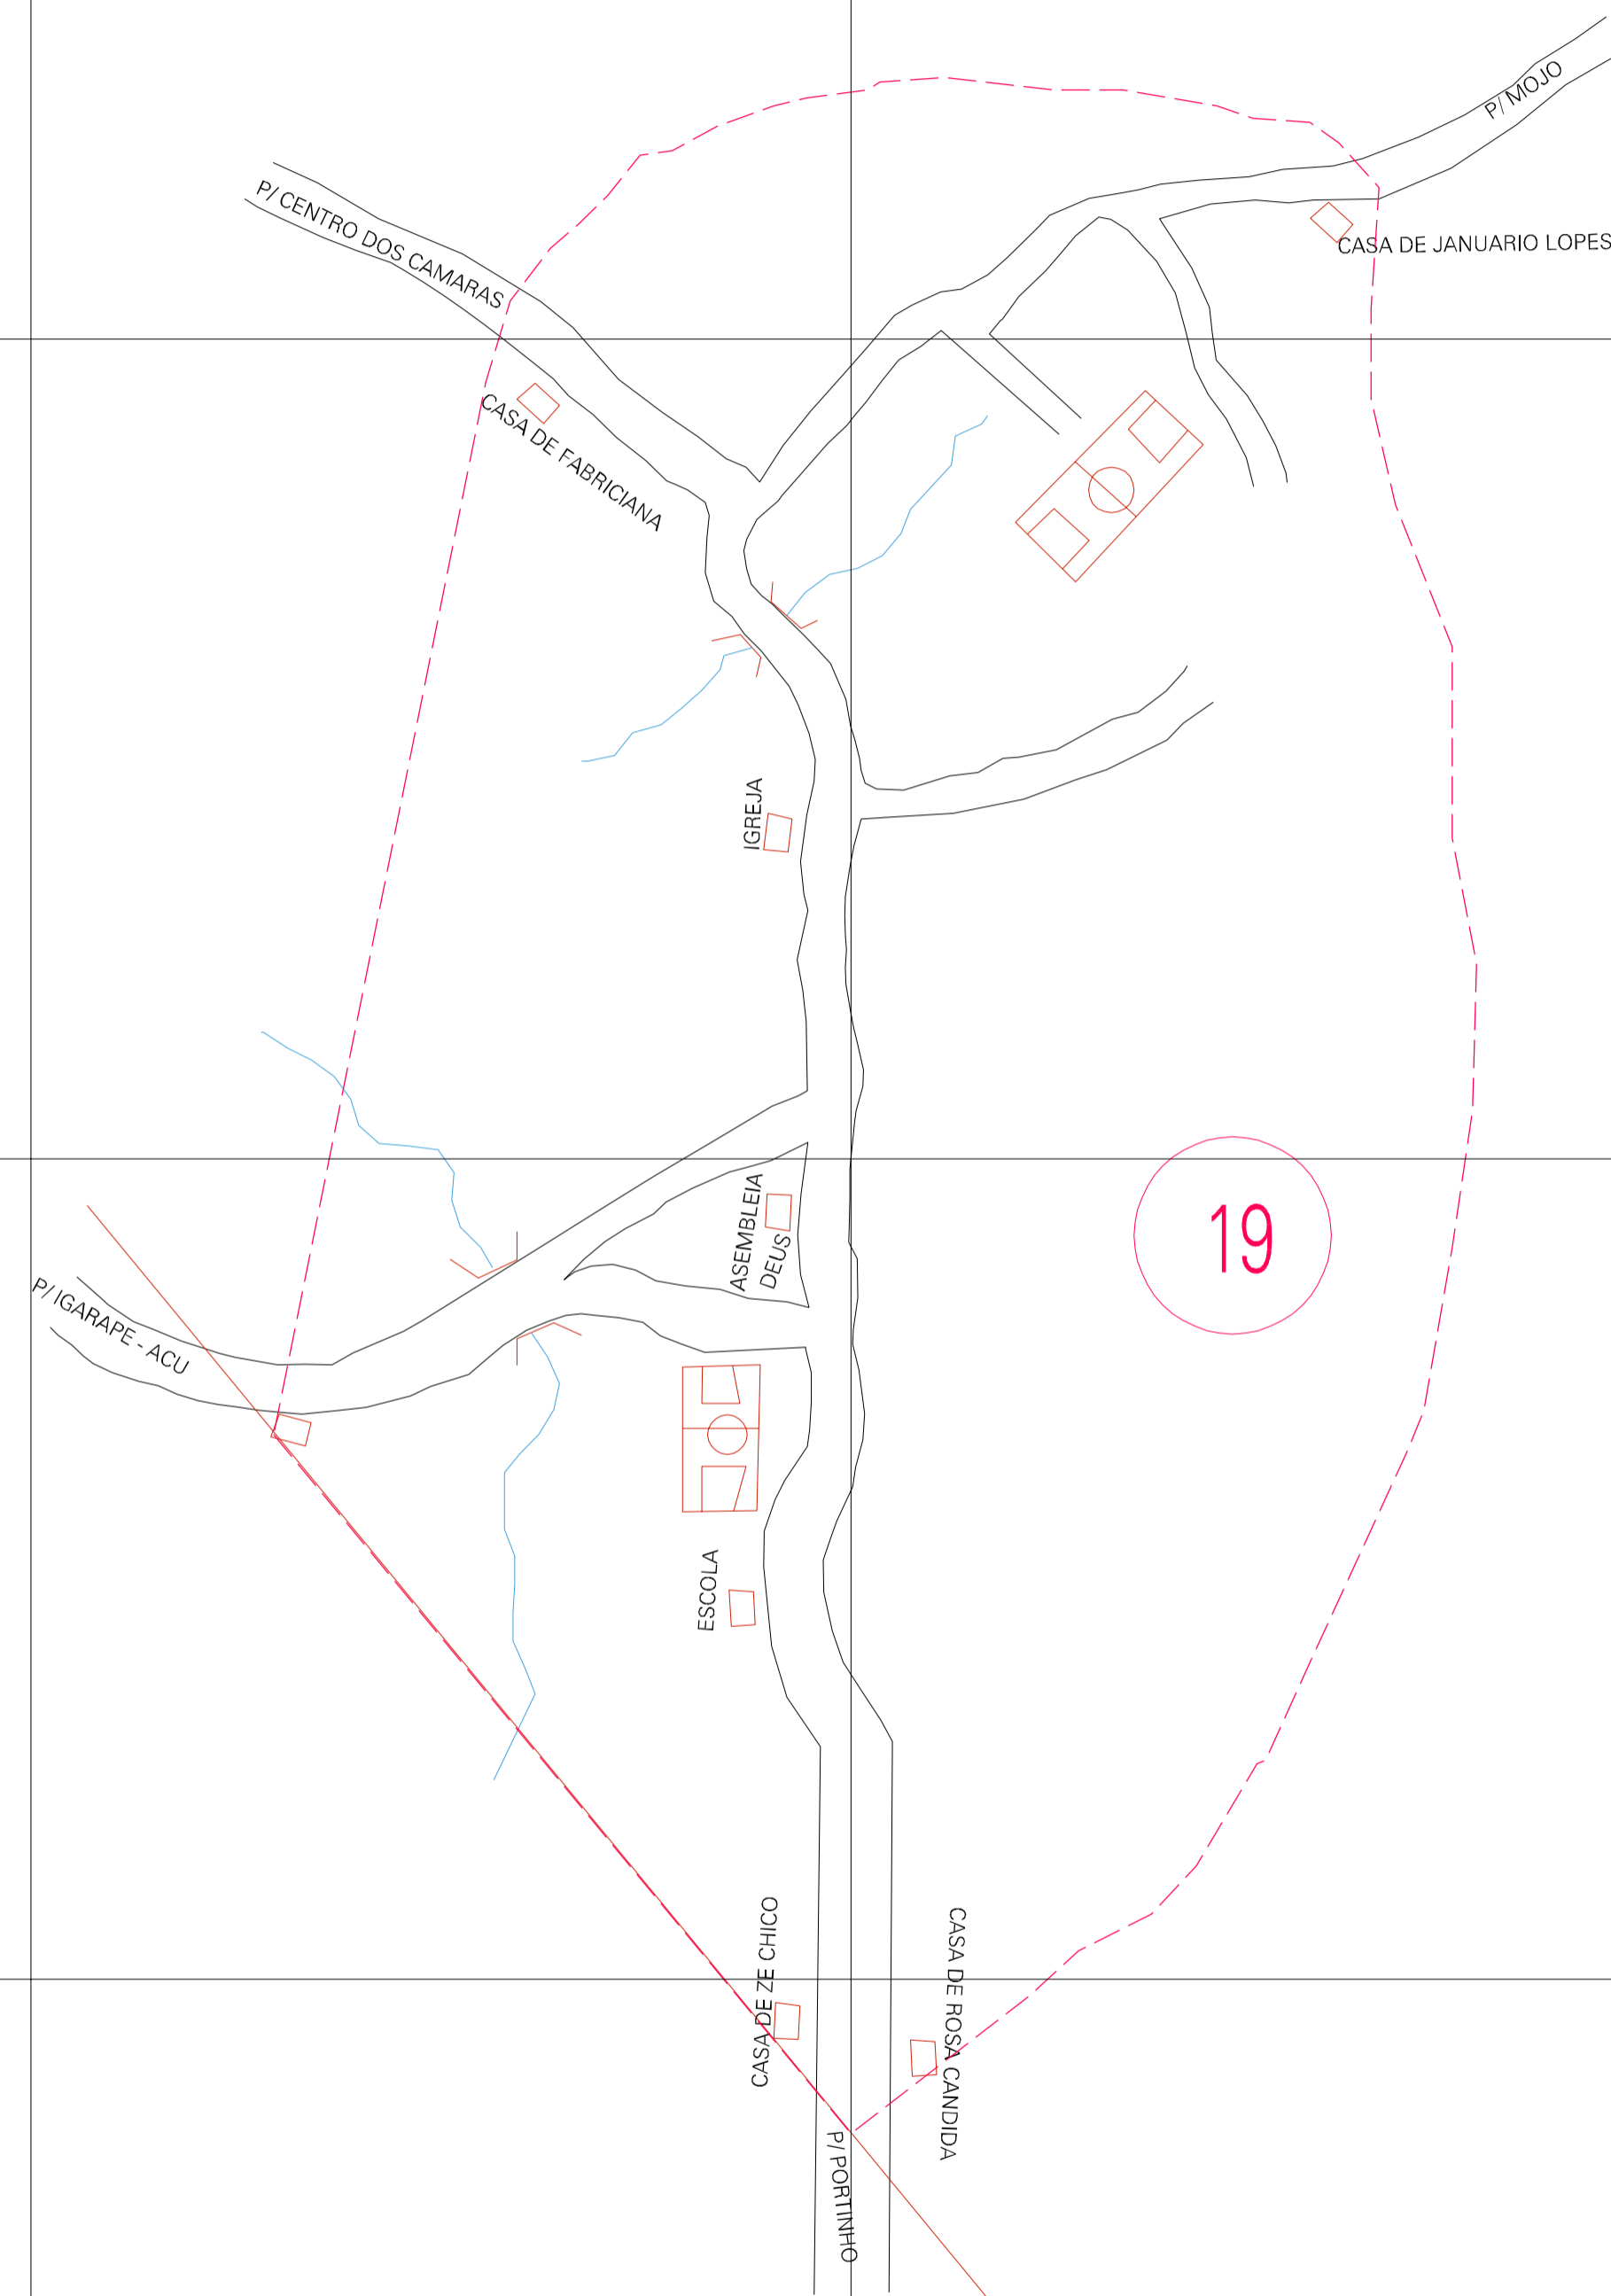 P/ MOJO
P/ CENTRO DOS CAMARAS
CASA DE JANUARIO LOPES
CASA DE FABRICIANA
IGREJA
ASEMBLEIA
DEUS
19
P/ IGARAPE - ACU
ESCOLA
CASA DE ZE CHICO
CASA DE ROSA CANDIDA
P/ PORTINHO